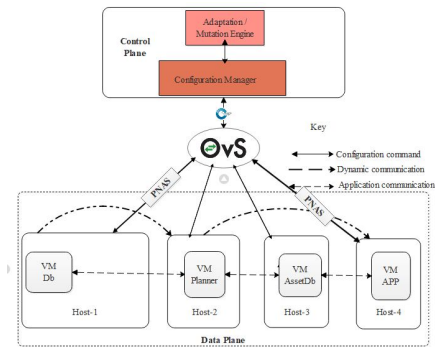 Adaptation /
Mutation Engine
Control
Plane
Configuration Manager
OvS
Key
Configuration command
Dynamic communication
Application communication
PNAS
PNAS
VM
Db
VM
Planner
VM
AssetDb
VM
APP
Host-1
Host-2
Host-3
Host-4
Data Plane